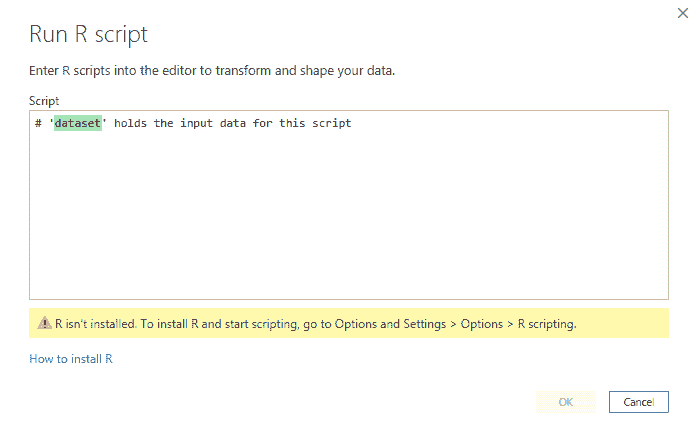 Run R script
Enter R scripts into the editor to transform and shape your data.
Script
# 'dataset' holds the input data for this script
R isn't installed. To install R and start scripting, go to Options and Settings > Options > R scripting.
How to install R
OK
Cancel